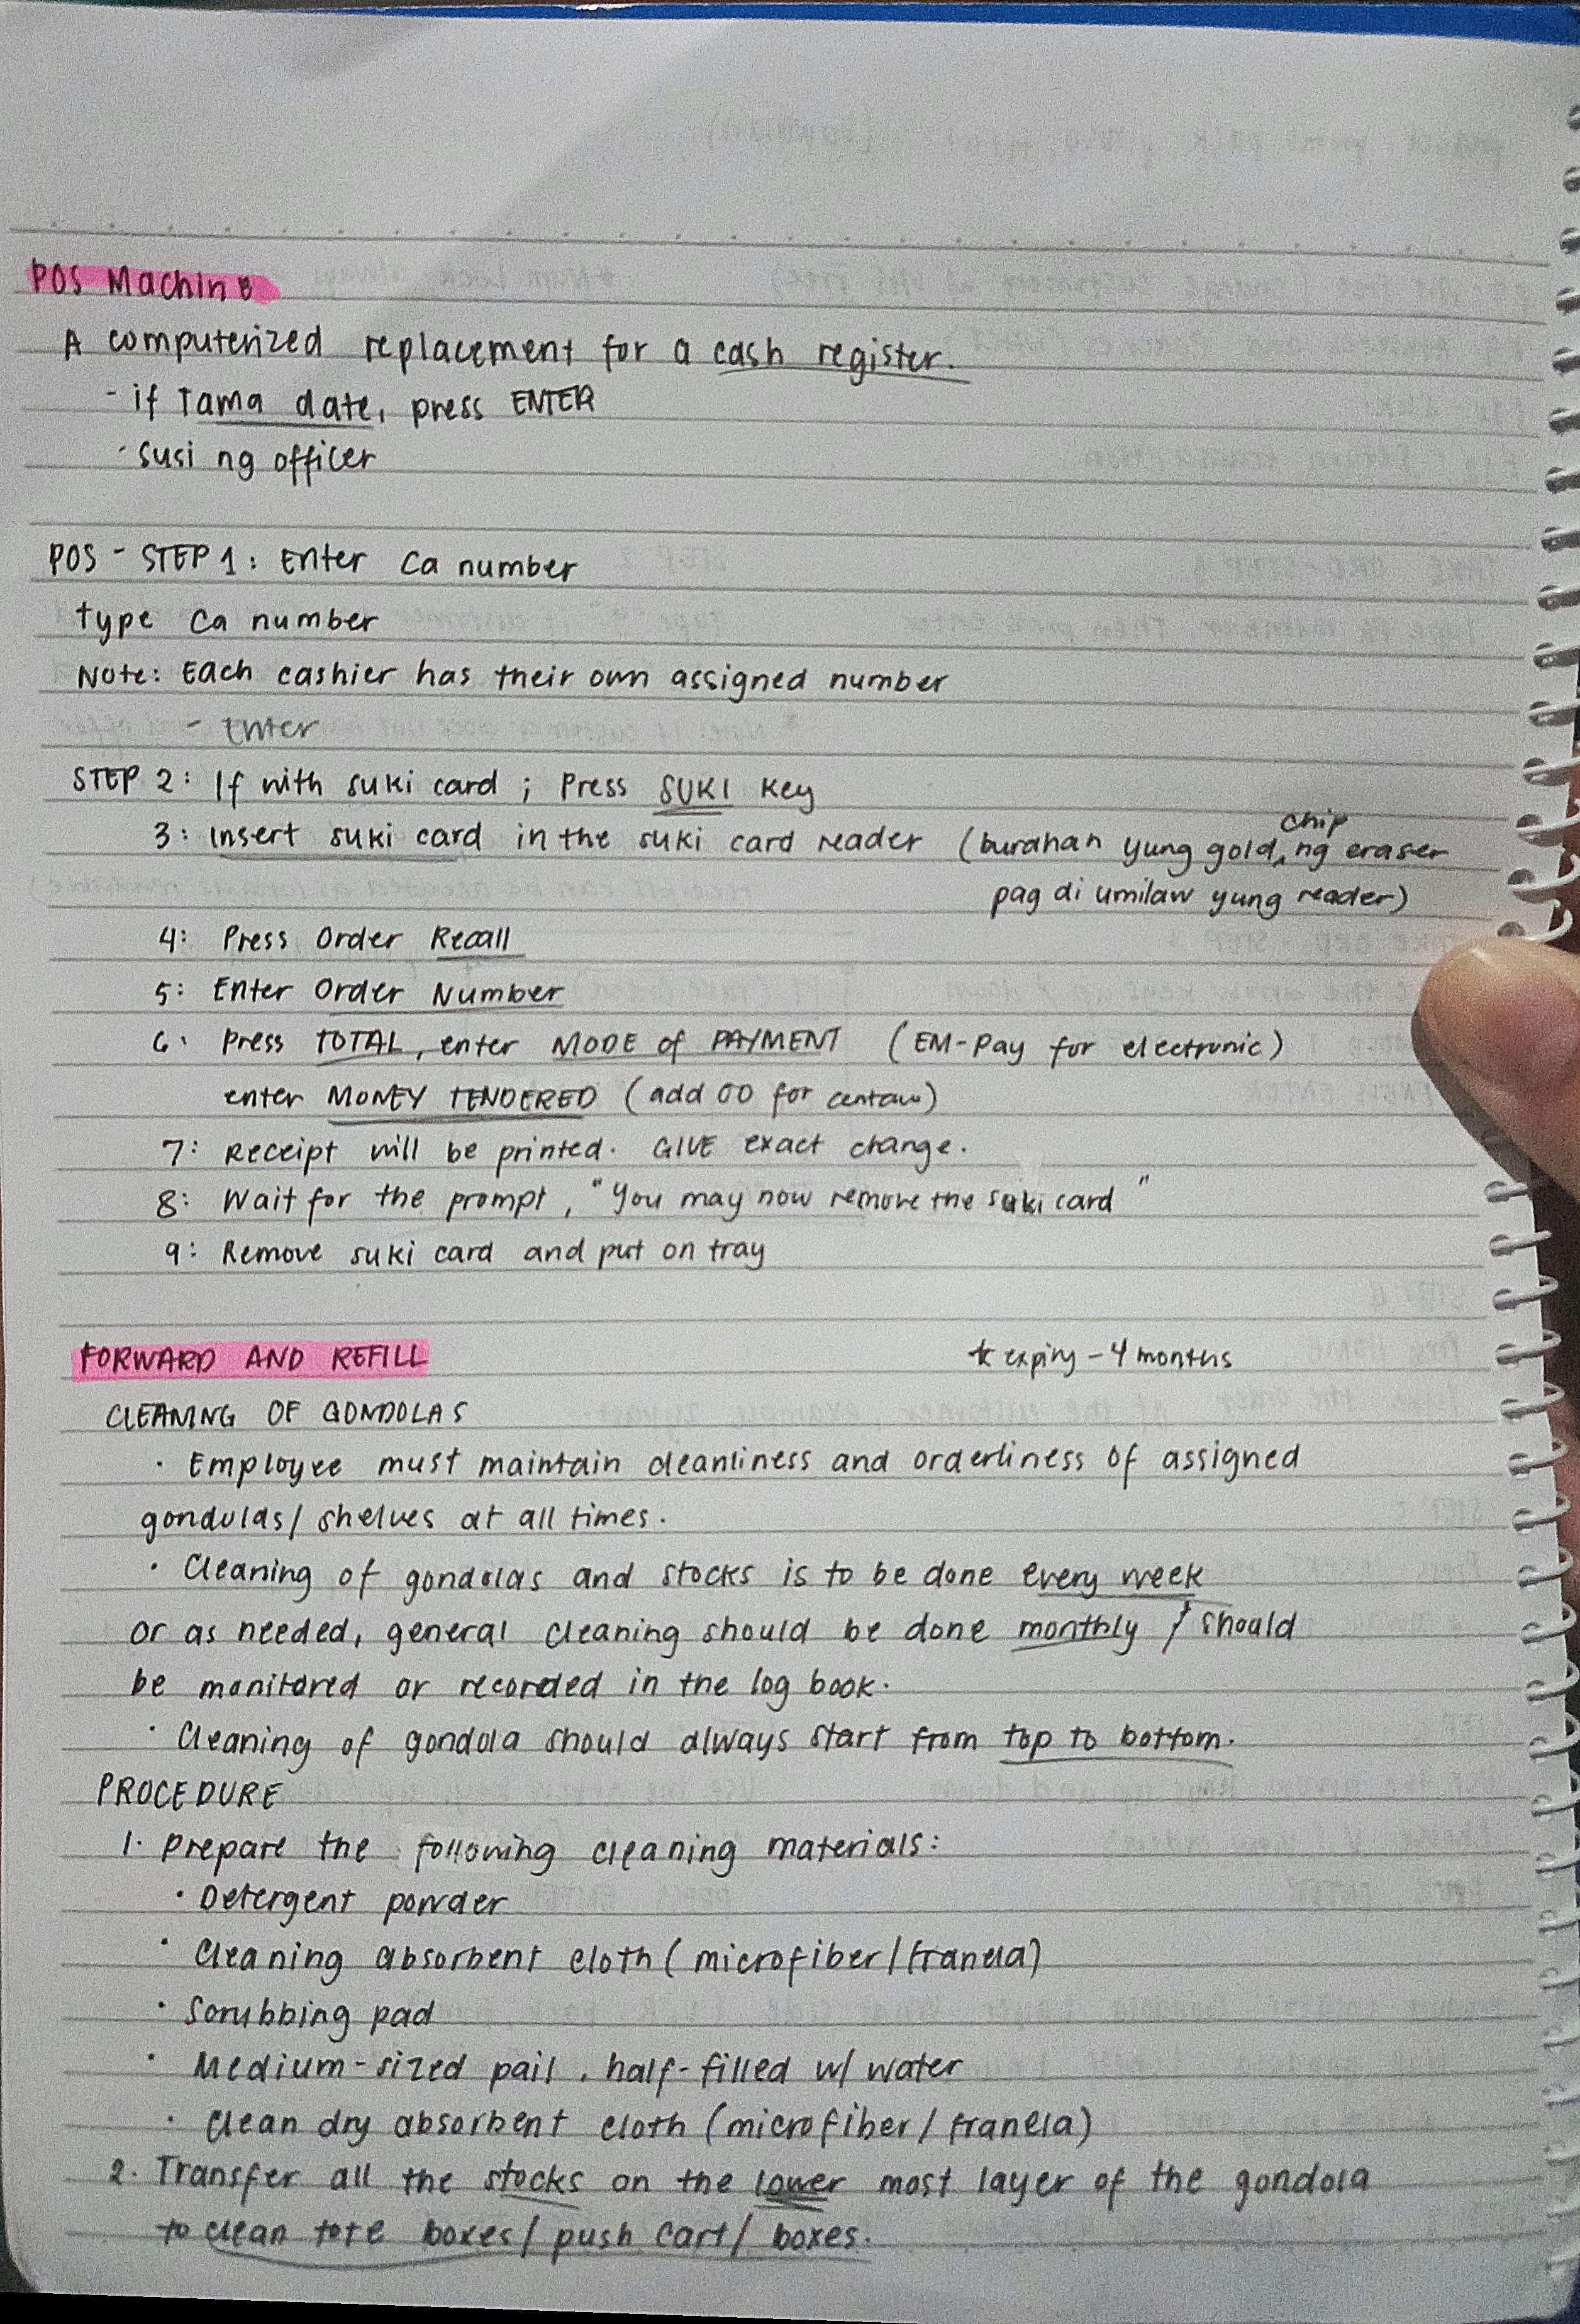 POS Machine
A computerized replacement for a cash register.
- if Tama date, press ENTER
- susi ng officer
POS - STEP 1: Enter Ca number
type Ca number
Note: Each cashier has their own assigned number
- Enter
STEP 2: If with suki card ; Press SUKI Key
3: Insert suki card in the suki card reader (burahan yung gold chip ng eraser
pag di umilaw yung reader)
4: Press Order Recall
5: Enter Order Number
6: Press TOTAL, enter MODE of PAYMENT (EM-Pay for electronic)
enter MONEY TENDERED (add 00 for centavo)
7: Receipt will be printed. GIVE exact change.
8: Wait for the prompt, "You may now remove the suki card"
9: Remove suki card and put on tray
FORWARD AND REFILL * expiry - 4 months
CLEANING OF GONDOLAS
· Employee must maintain cleanliness and orderliness of assigned
gondolas/ shelves at all times.
· Cleaning of gondolas and stocks is to be done every week
or as needed, general cleaning should be done monthly & should
be monitored or recorded in the log book.
· Cleaning of gondola should always start from top to bottom.
PROCEDURE
1. Prepare the following cleaning materials:
· Detergent powder
· Cleaning absorbent cloth (microfiber/franela)
· Scrubbing pad
· Medium-sized pail, half-filled w/ water
· Clean dry absorbent cloth (microfiber/ franela)
2. Transfer all the stocks on the lower most layer of the gondola
to clean tote boxes/ push cart/ boxes.